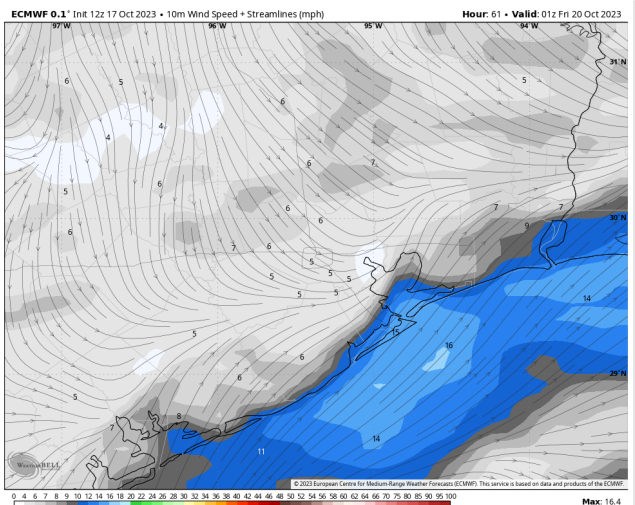 ECMWF 0.1° Init 12z 17 Oct 2023 • 10m Wind Speed + Streamlines (mph)
Hour: 61 • Valid: 01z Fri 20 Oct 2023
97°W 96°W 95°W 94°W
31°N
6 5 5
6
4
4
6 7
6
5
6 7 7
6 9
6
7 6
30°N
5 5
5
5 5
14
5 15
16
6
29°N
6
5
8
7
14
11
WeatherBELL
© 2023 European Centre for Medium-Range Weather Forecasts (ECMWF). This service is based on data and products of the ECMWF.
0 4 6 7 8 9 10 12 14 16 18 20 22 24 26 28 30 32 34 36 38 40 42 44 46 48 50 52 54 56 58 60 65 70 75 80 85 90 95 100
Max: 16.4